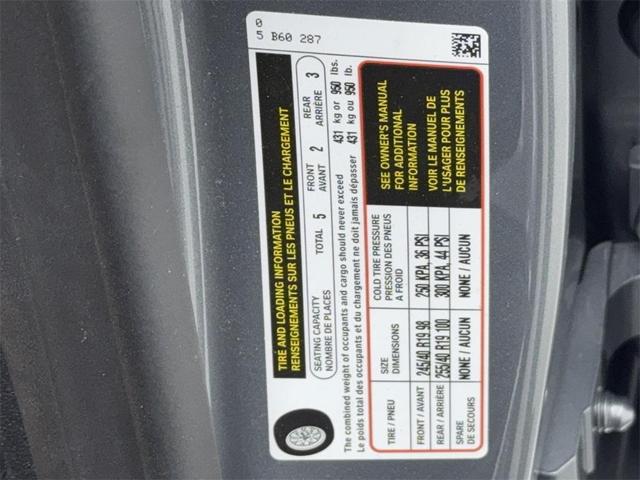 0
5 B60 287
TIRE AND LOADING INFORMATION
RENSEIGNEMENTS SUR LES PNEUS ET LE CHARGEMENT
SEATING CAPACITY
NOMBRE DE PLACES
TOTAL 5
FRONT
AVANT 2
REAR
ARRIÈRE 3
The combined weight of occupants and cargo should never exceed 431 kg or 950 lbs.
Le poids total des occupants et du chargement ne doit jamais dépasser 431 kg ou 950 lb.
TIRE / PNEU
SIZE
DIMENSIONS
COLD TIRE PRESSURE
PRESSION DES PNEUS
A FROID
FRONT / AVANT 245/40 R19 98 250 KPA, 36 PSI
REAR / ARRIÈRE 255/40 R19 100 300 KPA, 44 PSI
SPARE
DE SECOURS
NONE / AUCUN NONE / AUCUN
SEE OWNER'S MANUAL
FOR ADDITIONAL
INFORMATION
VOIR LE MANUEL DE
L'USAGER POUR PLUS
DE RENSEIGNEMENTS